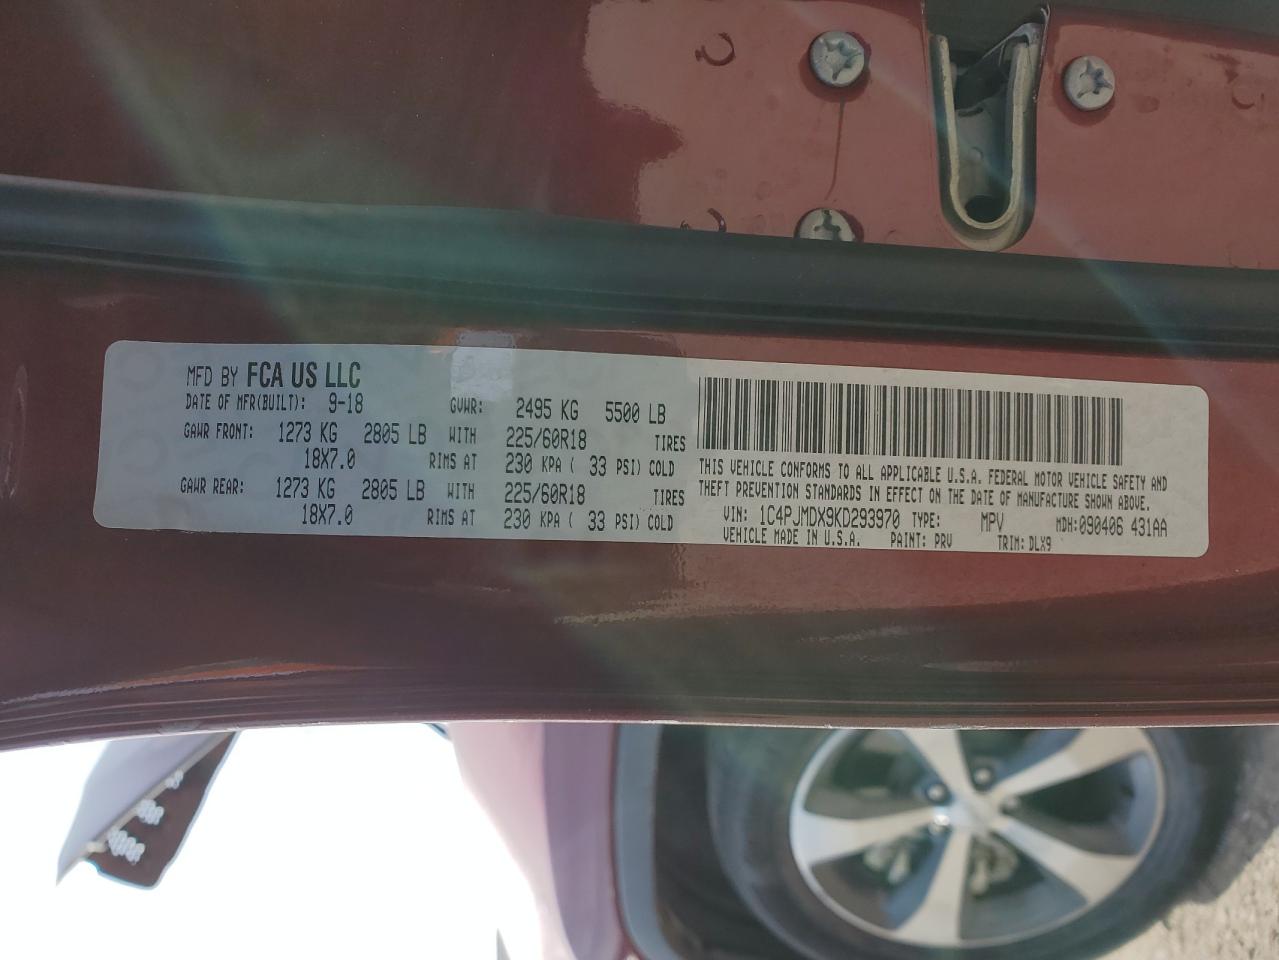 MFD BY FCA US LLC
DATE OF MFR(BUILT): 9-18 GVWR: 2495 KG 5500 LB
GAWR FRONT: 1273 KG 2805 LB WITH 225/60R18 TIRES
18X7.0 RIMS AT 230 KPA ( 33 PSI) COLD
GAWR REAR: 1273 KG 2805 LB WITH 225/60R18 TIRES
18X7.0 RIMS AT 230 KPA ( 33 PSI) COLD
THIS VEHICLE CONFORMS TO ALL APPLICABLE U.S.A. FEDERAL MOTOR VEHICLE SAFETY AND
THEFT PREVENTION STANDARDS IN EFFECT ON THE DATE OF MANUFACTURE SHOWN ABOVE.
VIN: 1C4PJMDX9KD293970 TYPE: MPV MDH:090406 431AA
VEHICLE MADE IN U.S.A. PAINT: PRV TRIM: DLX9